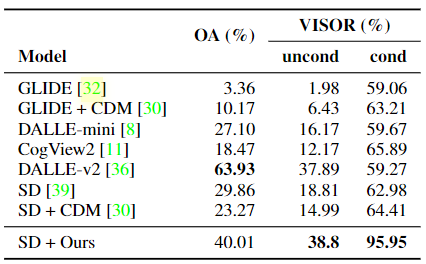 OA (%) VISOR (%)
Model uncond cond
GLIDE [32] 3.36 1.98 59.06
GLIDE + CDM [30] 10.17 6.43 63.21
DALLE-mini [8] 27.10 16.17 59.67
CogView2 [11] 18.47 12.17 65.89
DALLE-v2 [36] 63.93 37.89 59.27
SD [39] 29.86 18.81 62.98
SD + CDM [30] 23.27 14.99 64.41
SD + Ours 40.01 38.8 95.95